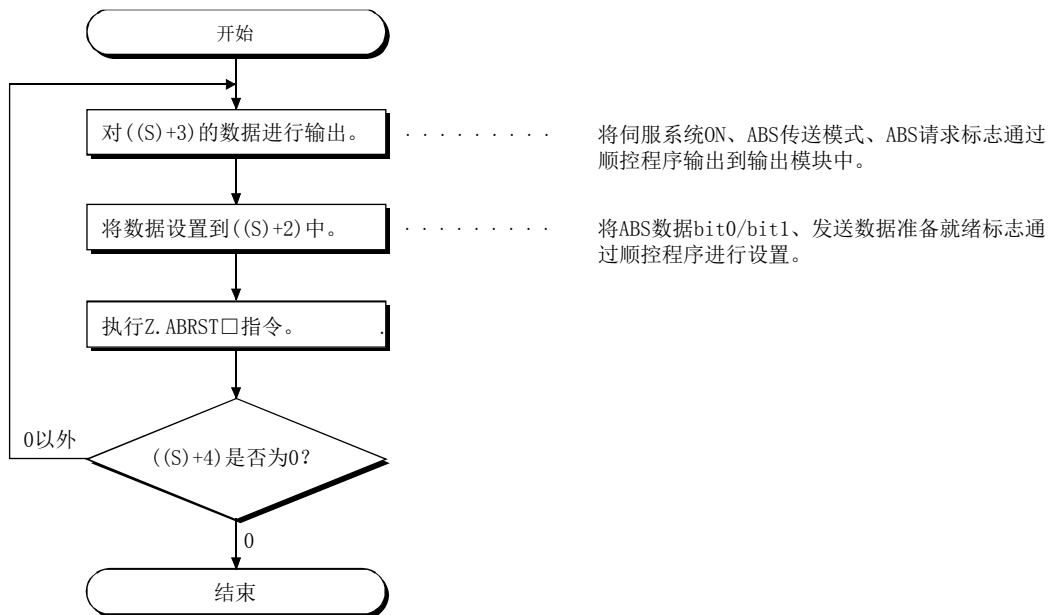 开始
对((S)+3)的数据进行输出。 ········· 将伺服系统ON、ABS传送模式、ABS请求标志通过
顺控程序输出到输出模块中。
将数据设置到((S)+2)中。 ········· 将ABS数据bit0/bit1、发送数据准备就绪标志通
过顺控程序进行设置。
执行Z.ABRST□指令。 .
0以外
((S)+4)是否为0?
0
结束